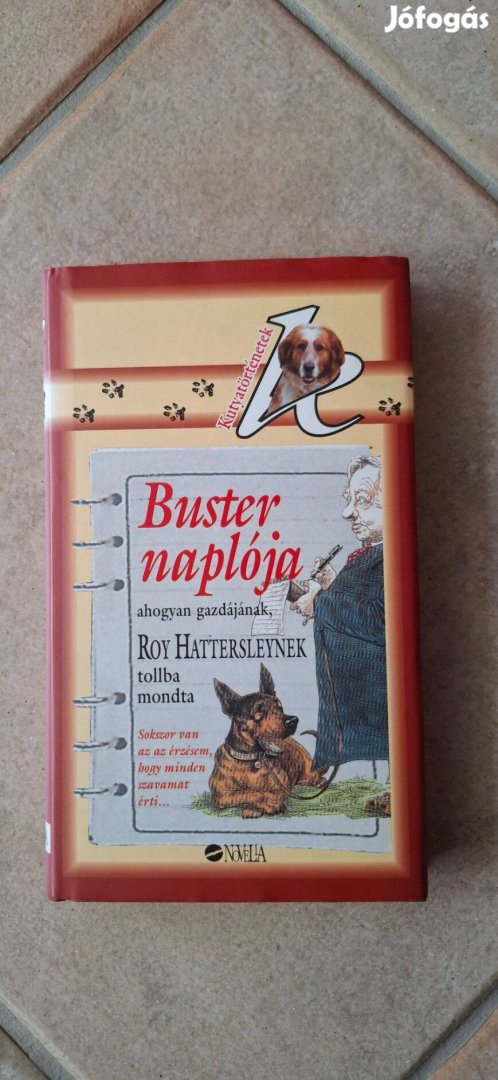 Jófogás
Kutyatörténetek
k
Buster
naplója
ahogyan gazdájának,
ROY HATTERSLEYNEK
tollba
mondta
Sokszor van
az az érzésem,
hogy minden
szavamat
érti...
NOVELLA